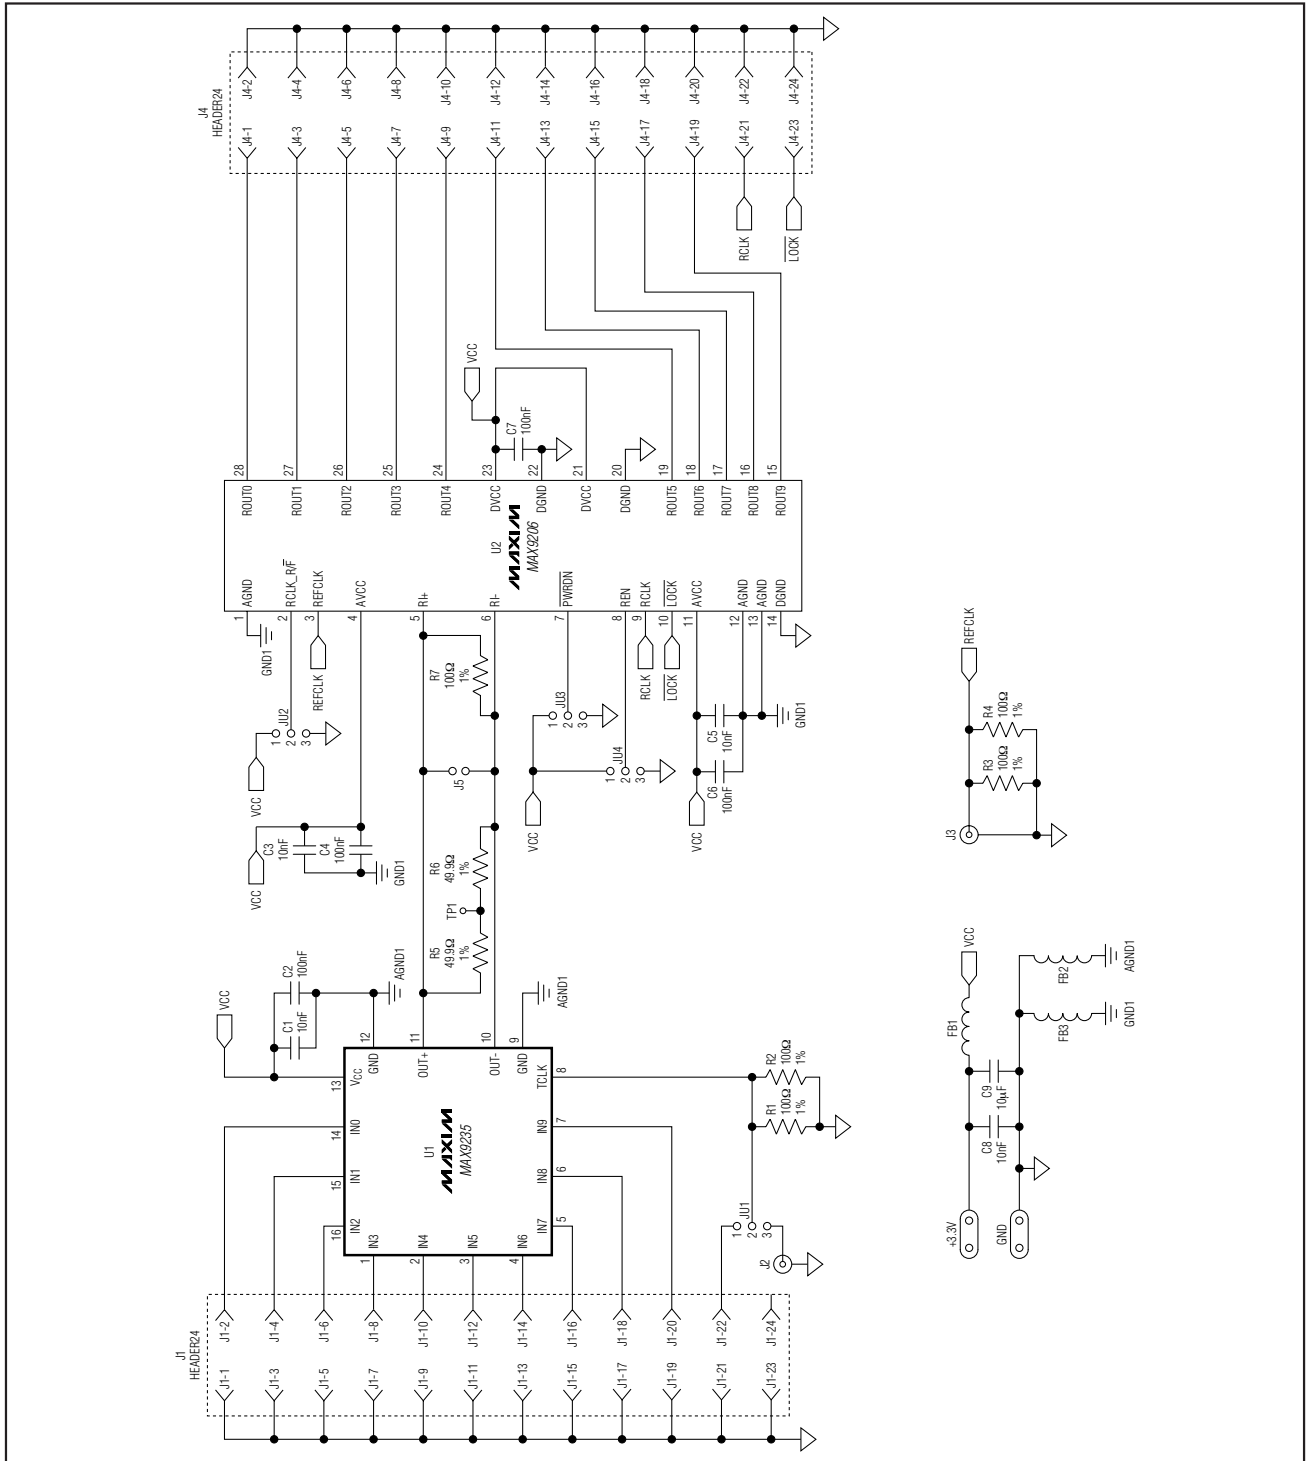 J4
HEADER24
J4-2
J4-4
J4-6
J4-8
J4-10
J4-12
J4-14
J4-16
J4-18
J4-20
J4-22
J4-24
J4-1
J4-3
J4-5
J4-7
J4-9
J4-11
J4-13
J4-15
J4-17
J4-19
J4-21
J4-23
RCLK
LOCK
VCC
C7
100nF
28
27
26
25
24
23
22
21
20
19
18
17
16
15
ROUT0
ROUT1
ROUT2
ROUT3
ROUT4
DVCC
DGND
DVCC
DGND
ROUT5
ROUT6
ROUT7
ROUT8
ROUT9
U2
MAXIM
MAX9206
AGND
RCLK_R/F
REFCLK
AVCC
RI+
RI-
PWRDN
REN
RCLK
LOCK
AVCC
AGND
AGND
DGND
1
2
3
4
5
6
7
8
9
10
11
12
13
14
GND1
REFCLK
RCLK
LOCK
JU2
1
2
3
VCC
R7
100Ω
1%
JU3
1
2
3
JU4
1
2
3
VCC
J5
C5
10nF
C6
100nF
GND1
VCC
VCC
C3
10nF
C4
100nF
GND1
R6
49.9Ω
1%
TP1
R5
49.9Ω
1%
VCC
C2
100nF
C1
10nF
AGND1
AGND1
13
12
11
10
9
VCC
GND
OUT+
OUT-
GND
TCLK
8
14
IN0
15
IN1
16
IN2
U1
MAXIM
MAX9235
IN9
7
IN8
6
IN7
5
IN3
IN4
IN5
IN6
1
2
3
4
R2
100Ω
1%
R1
100Ω
1%
JU1
1
2
3
J2
J1
HEADER24
J1-2
J1-4
J1-6
J1-8
J1-10
J1-12
J1-14
J1-16
J1-18
J1-20
J1-22
J1-24
J1-1
J1-3
J1-5
J1-7
J1-9
J1-11
J1-13
J1-15
J1-17
J1-19
J1-21
J1-23
REFCLK
R4
100Ω
1%
R3
100Ω
1%
J3
VCC
FB1
FB2
AGND1
FB3
GND1
C9
10µF
C8
10nF
+3.3V
GND